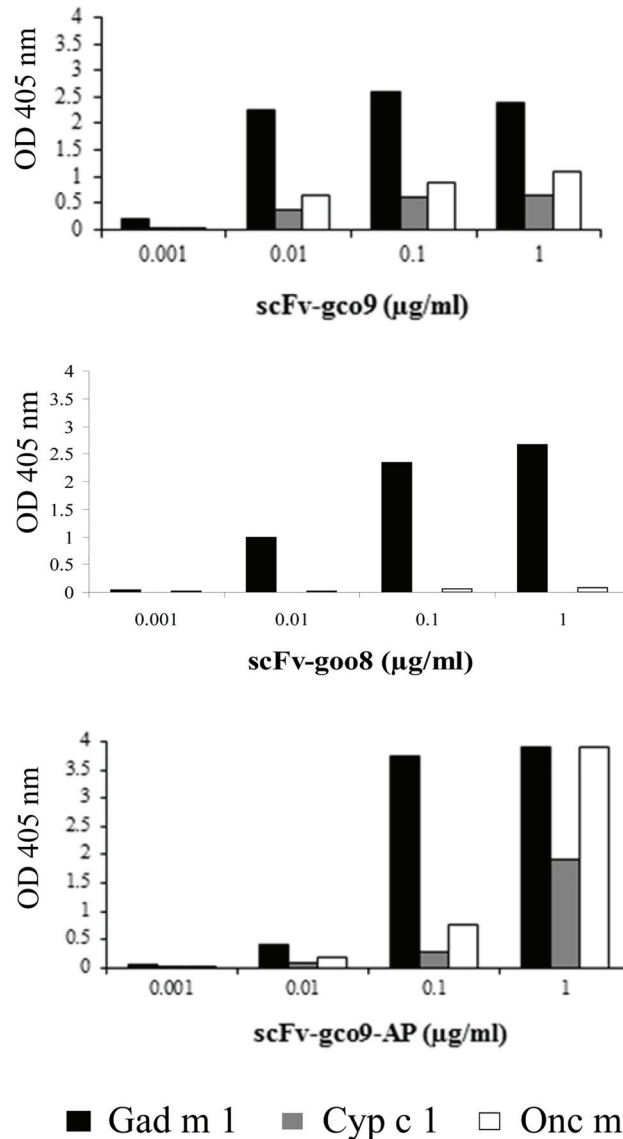 4
3.5
3
2.5
2
1.5
1
0.5
0
OD 405 nm
0.001 0.01 0.1 1
scFv-gco9 (µg/ml)
4
3.5
3
2.5
2
1.5
1
0.5
0
OD 405 nm
0.001 0.01 0.1 1
scFv-goo8 (µg/ml)
4
3.5
3
2.5
2
1.5
1
0.5
0
OD 405 nm
0.001 0.01 0.1 1
scFv-gco9-AP (µg/ml)
Gad m 1 Cyp c 1 Onc m